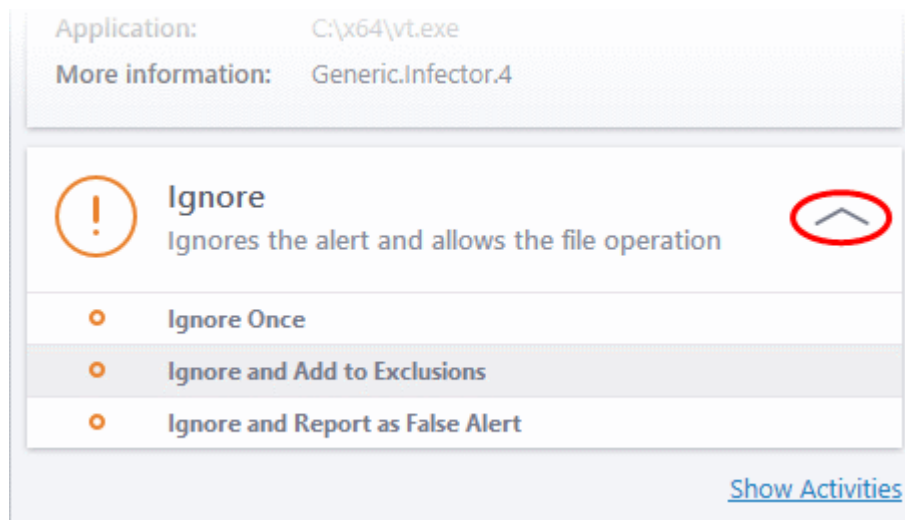 Application: C:\x64\vt.exe
More information: Generic.Infector.4
Ignore
Ignores the alert and allows the file operation
Ignore Once
Ignore and Add to Exclusions
Ignore and Report as False Alert
Show Activities